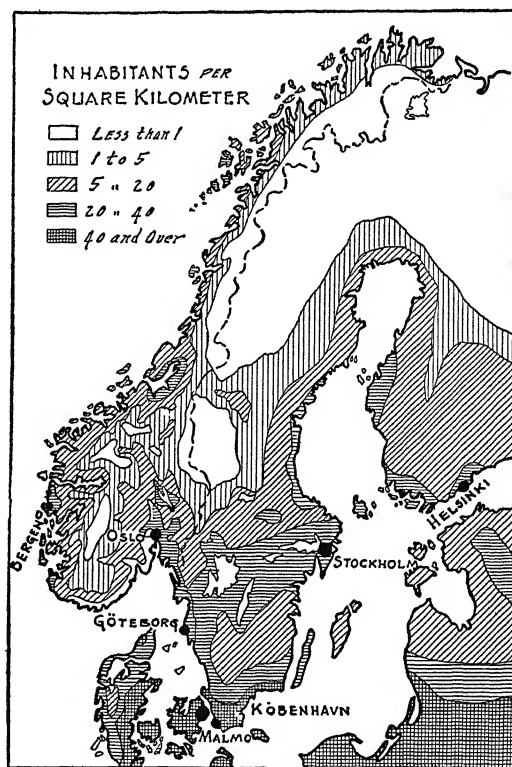 INHABITANTS PER
SQUARE KILOMETER
Less than 1
1 to 5
5 " 20
20 " 40
40 and Over
BERGEN
OSLO
HELSINKI
STOCKHOLM
GÖTEBORG
KÖBENHAVN
MALMÖ